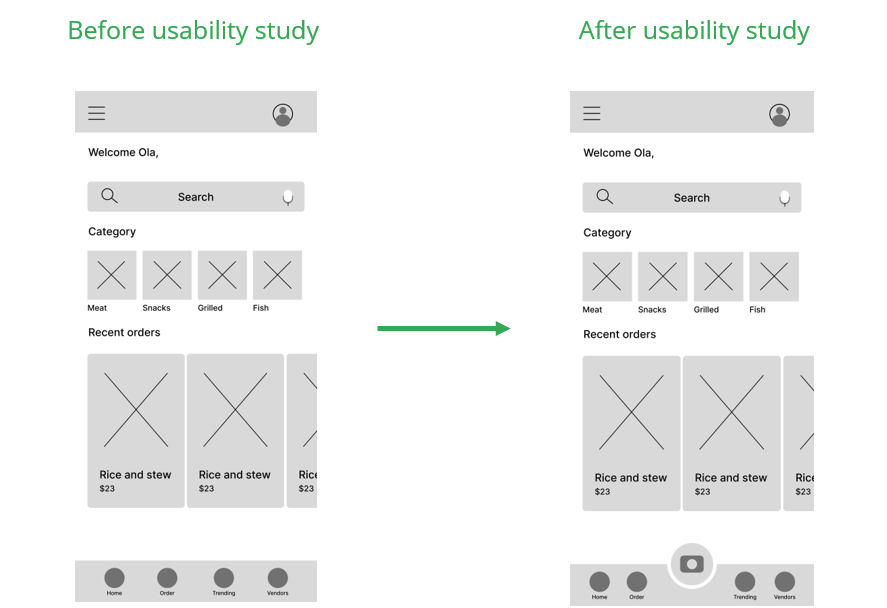 Before usability study
After usability study
Welcome Ola,
Search
Category
Meat Snacks Grilled Fish
Recent orders
Rice and stew Rice and stew Rice
$23 $23 $23
Home Order Trending Vendors
Welcome Ola,
Search
Category
Meat Snacks Grilled Fish
Recent orders
Rice and stew Rice and stew Rice
$23 $23 $23
Home Order Trending Vendors